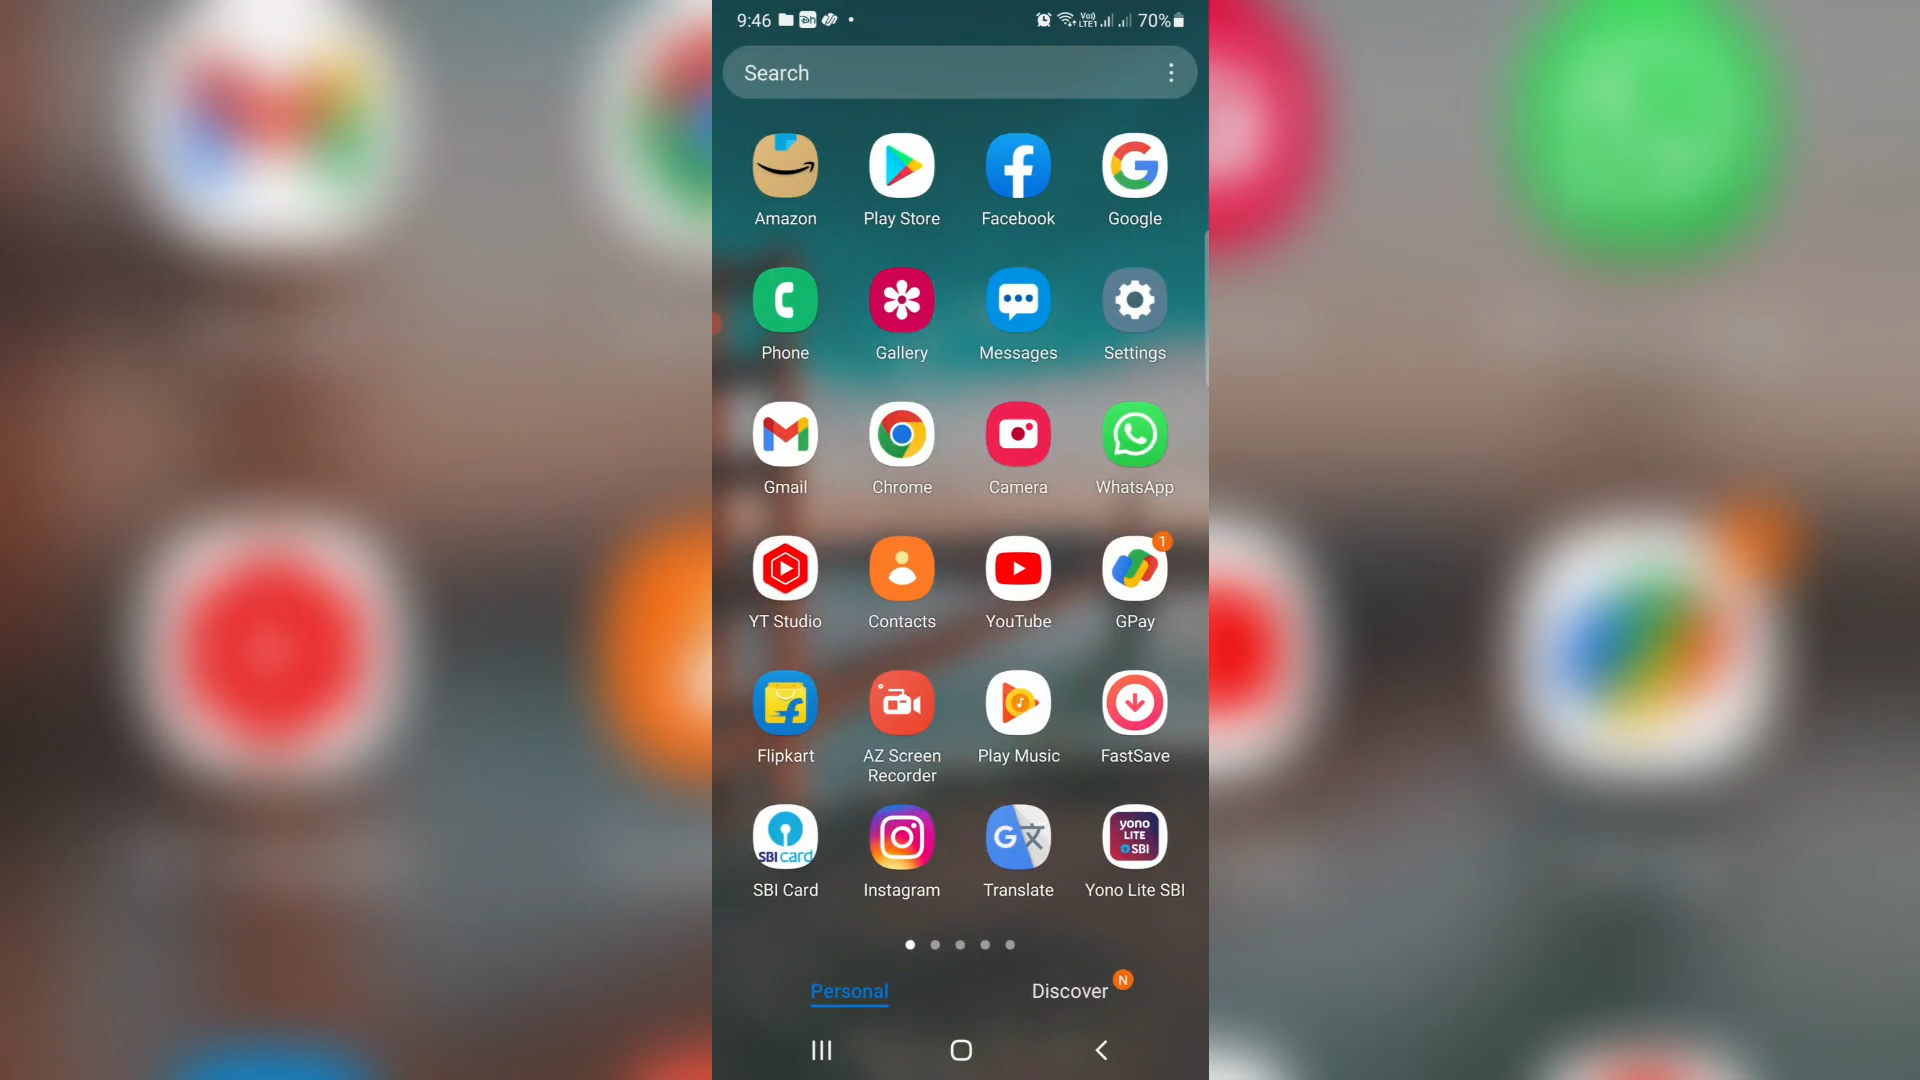 9:46 70%
Search
Amazon Play Store Facebook Google
Phone Gallery Messages Settings
Gmail Chrome Camera WhatsApp
1
YT Studio Contacts YouTube GPay
Flipkart AZ Screen Recorder Play Music FastSave
SBI card
yono
LITE
SBI
SBI Card Instagram Translate Yono Lite SBI
Personal Discover N